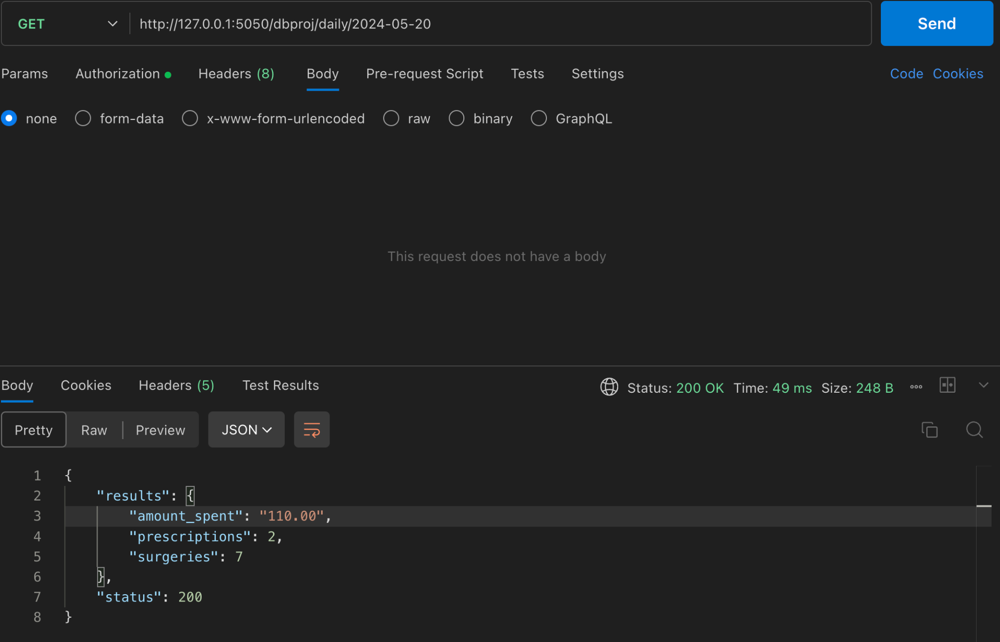 GET http://127.0.0.1:5050/dbproj/daily/2024-05-20 Send
Params Authorization Headers (8) Body Pre-request Script Tests Settings Code Cookies
none form-data x-www-form-urlencoded raw binary GraphQL
This request does not have a body
Body Cookies Headers (5) Test Results Status: 200 OK Time: 49 ms Size: 248 B
Pretty Raw Preview JSON
1 {
2 "results": {
3 "amount_spent": "110.00",
4 "prescriptions": 2,
5 "surgeries": 7
6 },
7 "status": 200
8 }